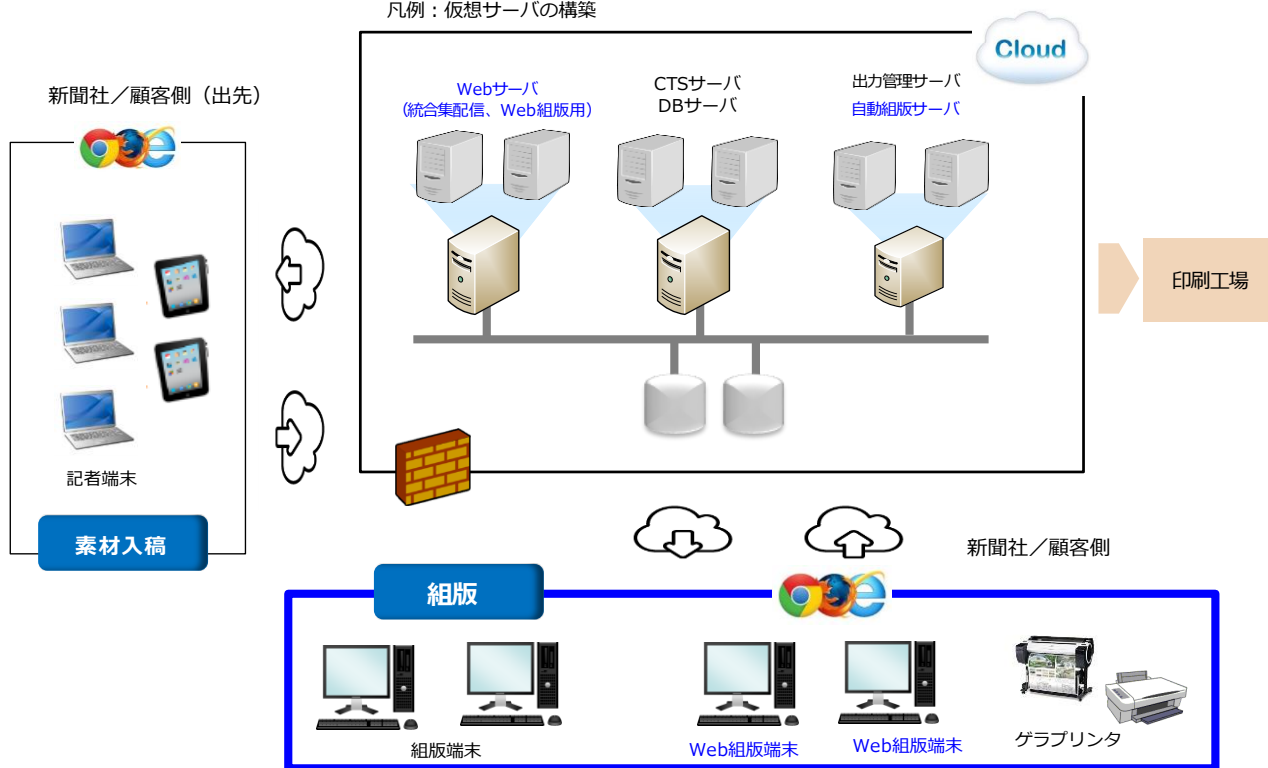 凡例：仮想サーバの構築
Cloud
新聞社／顧客側（出先）
Webサーバ
（統合集配信、Web組版用）
CTSサーバ
DBサーバ
出力管理サーバ
自動組版サーバ
印刷工場
記者端末
素材入稿
新聞社／顧客側
組版
組版端末
Web組版端末
Web組版端末
ゲラプリンタ